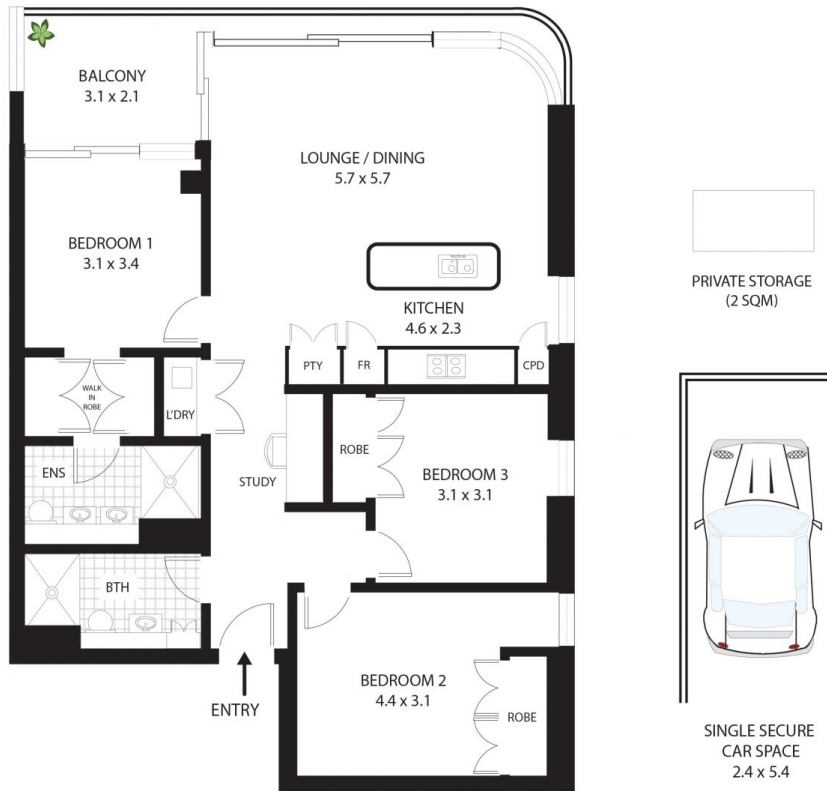 BALCONY
3.1 x 2.1
LOUNGE / DINING
5.7 x 5.7
BEDROOM 1
3.1 x 3.4
PRIVATE STORAGE
(2 SQM)
KITCHEN
4.6 x 2.3
PTY
FR
CPD
WALK
IN
ROBE
L'DRY
ENS
STUDY
ROBE
BEDROOM 3
3.1 x 3.1
BTH
BEDROOM 2
4.4 x 3.1
ROBE
ENTRY
SINGLE SECURE
CAR SPACE
2.4 x 5.4